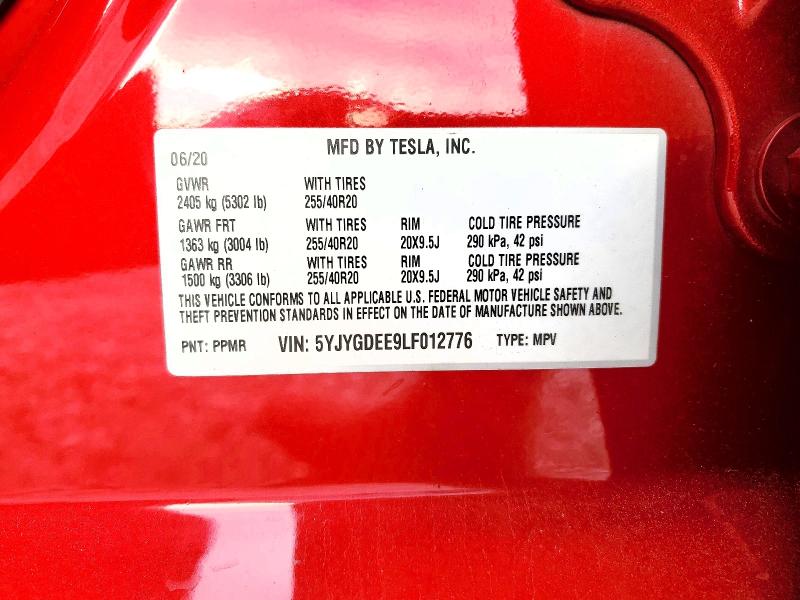 MFD BY TESLA, INC.
06/20
GVWR WITH TIRES
2405 kg (5302 lb) 255/40R20
GAWR FRT WITH TIRES RIM COLD TIRE PRESSURE
1363 kg (3004 lb) 255/40R20 20X9.5J 290 kPa, 42 psi
GAWR RR WITH TIRES RIM COLD TIRE PRESSURE
1500 kg (3306 lb) 255/40R20 20X9.5J 290 kPa, 42 psi
THIS VEHICLE CONFORMS TO ALL APPLICABLE U.S. FEDERAL MOTOR VEHICLE SAFETY AND
THEFT PREVENTION STANDARDS IN EFFECT ON THE DATE OF MANUFACTURE SHOWN ABOVE.
PNT: PPMR VIN: 5YJYGDEE9LF012776 TYPE: MPV